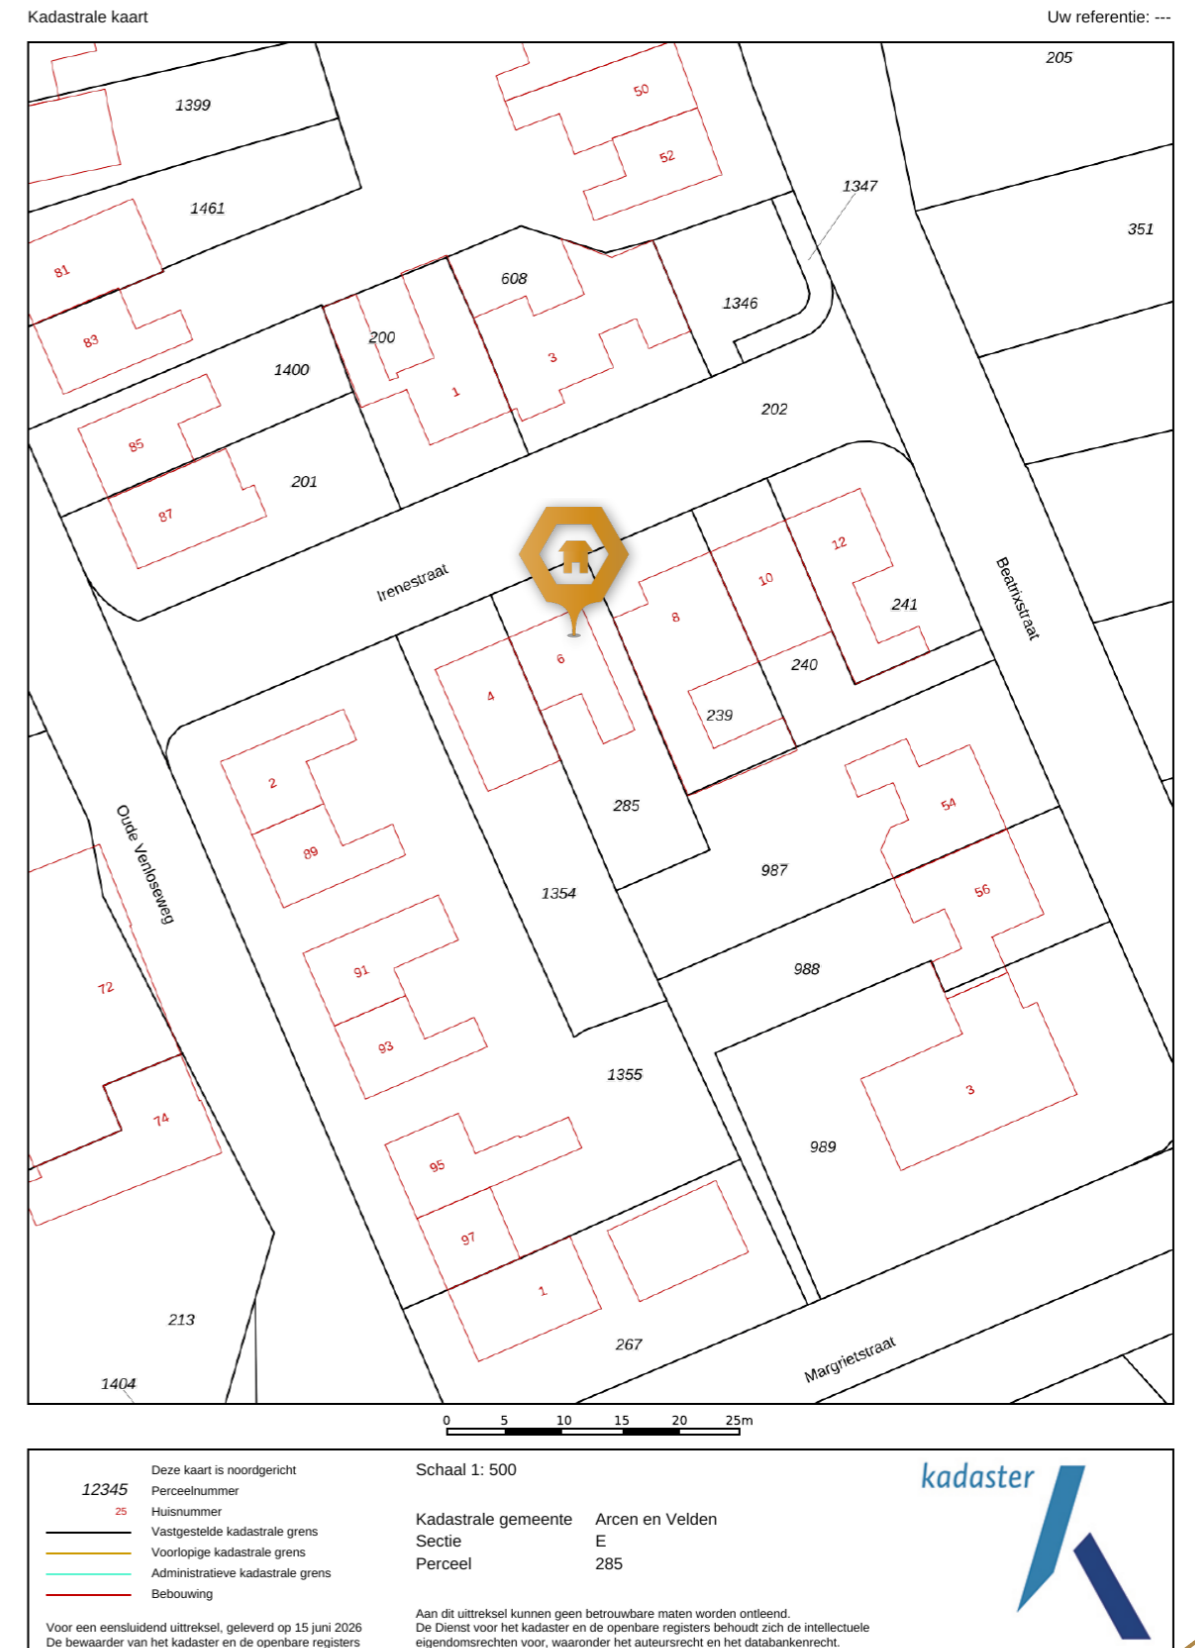 Kadastrale kaart
Uw referentie: ---
205
1399
50
52
1347
1461
351
81
608
1346
83
200
3
1400
1
202
85
201
87
Irenestraat
12
10
Beatrixstraat
8
241
6
240
4
239
2
285
54
Oude Venloseweg
89
987
56
1354
91
988
72
93
1355
3
74
989
95
97
1
213
267
Margrietstraat
1404
0 5 10 15 20 25m
Deze kaart is noordgericht
12345 Perceelnummer
25 Huisnummer
Vastgestelde kadastrale grens
Voorlopige kadastrale grens
Administratieve kadastrale grens
Bebouwing
Voor een eensluidend uittreksel, geleverd op 15 juni 2026
De bewaarder van het kadaster en de openbare registers
Schaal 1: 500
Kadastrale gemeente Arcen en Velden
Sectie E
Perceel 285
Aan dit uittreksel kunnen geen betrouwbare maten worden ontleend.
De Dienst voor het kadaster en de openbare registers behoudt zich de intellectuele
eigendomsrechten voor, waaronder het auteursrecht en het databankenrecht.
kadaster